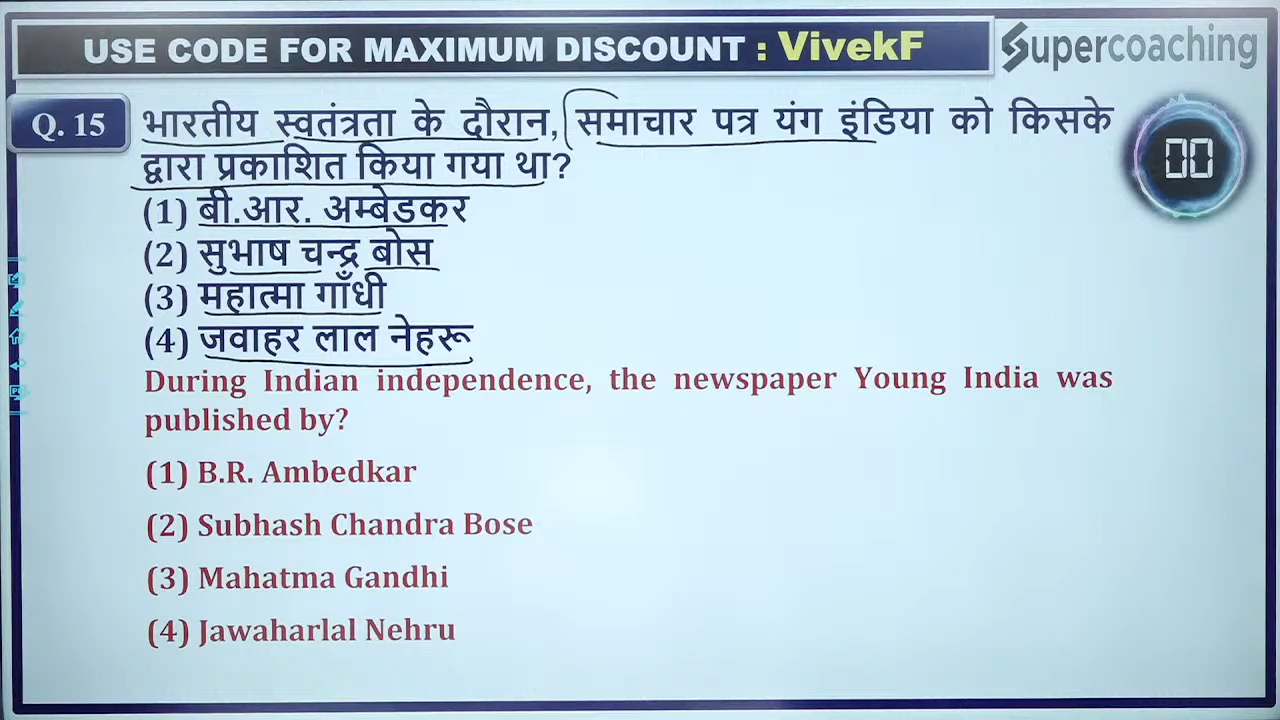 USE CODE FOR MAXIMUM DISCOUNT : VivekF
Supercoaching
Q. 15
भारतीय स्वतंत्रता के दौरान, समाचार पत्र यंग इंडिया को किसके
द्वारा प्रकाशित किया गया था?
(1) बी.आर. अम्बेडकर
(2) सुभाष चन्द्र बोस
(3) महात्मा गाँधी
(4) जवाहर लाल नेहरू
00
During Indian independence, the newspaper Young India was
published by?
(1) B.R. Ambedkar
(2) Subhash Chandra Bose
(3) Mahatma Gandhi
(4) Jawaharlal Nehru